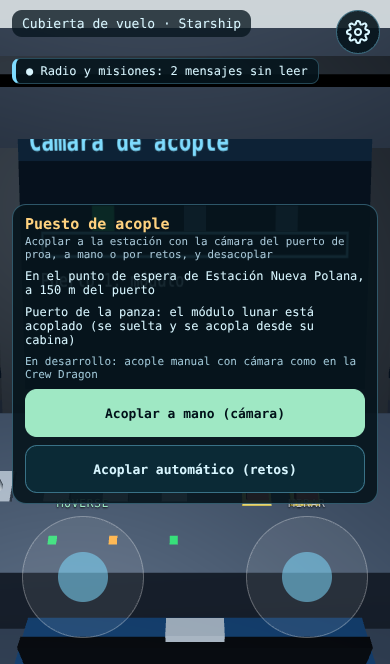 Cubierta de vuelo · Starship
● Radio y misiones: 2 mensajes sin leer
Cámara de acople
Puesto de acople
Acoplar a la estación con la cámara del puerto de
proa, a mano o por retos, y desacoplar
En el punto de espera de Estación Nueva Polana,
a 150 m del puerto
Puerto de la panza: el módulo lunar está
acoplado (se suelta y se acopla desde su
cabina)
En desarrollo: acople manual con cámara como en la
Crew Dragon
Acoplar a mano (cámara)
Acoplar automático (retos)
MOVERSE